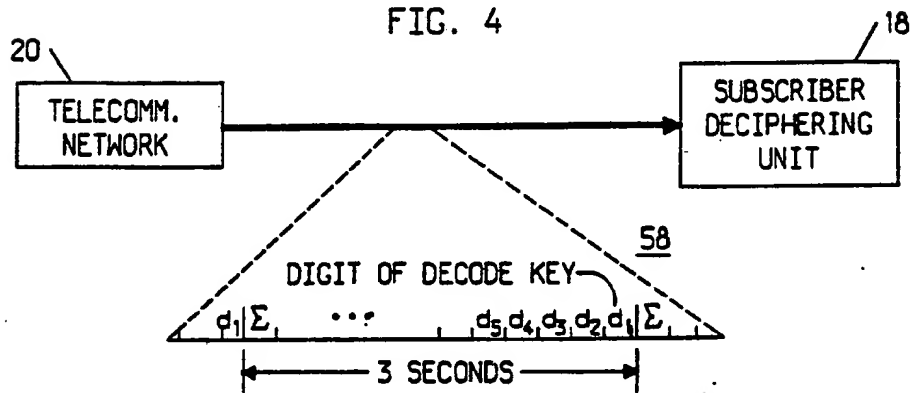 FIG. 4
20
18
TELECOMM.
NETWORK
SUBSCRIBER
DECIPHERING
UNIT
58
DIGIT OF DECODE KEY
d₁ Σ ••• d₅ d₄ d₃ d₂ d₁ Σ
3 SECONDS